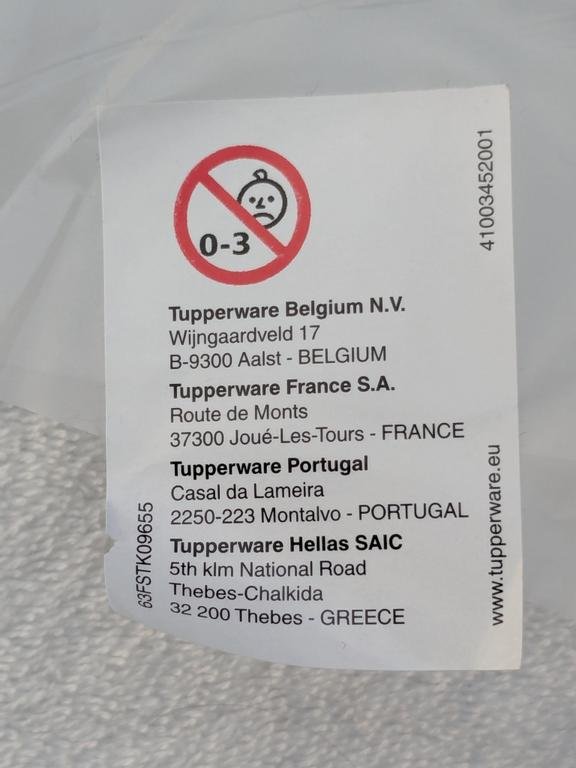 0-3
41003452001
Tupperware Belgium N.V.
Wijngaardveld 17
B-9300 Aalst - BELGIUM
Tupperware France S.A.
Route de Monts
37300 Joué-Les-Tours - FRANCE
Tupperware Portugal
Casal da Lameira
2250-223 Montalvo - PORTUGAL
Tupperware Hellas SAIC
5th klm National Road
Thebes-Chalkida
32 200 Thebes - GREECE
63FSTK09655
www.tupperware.eu